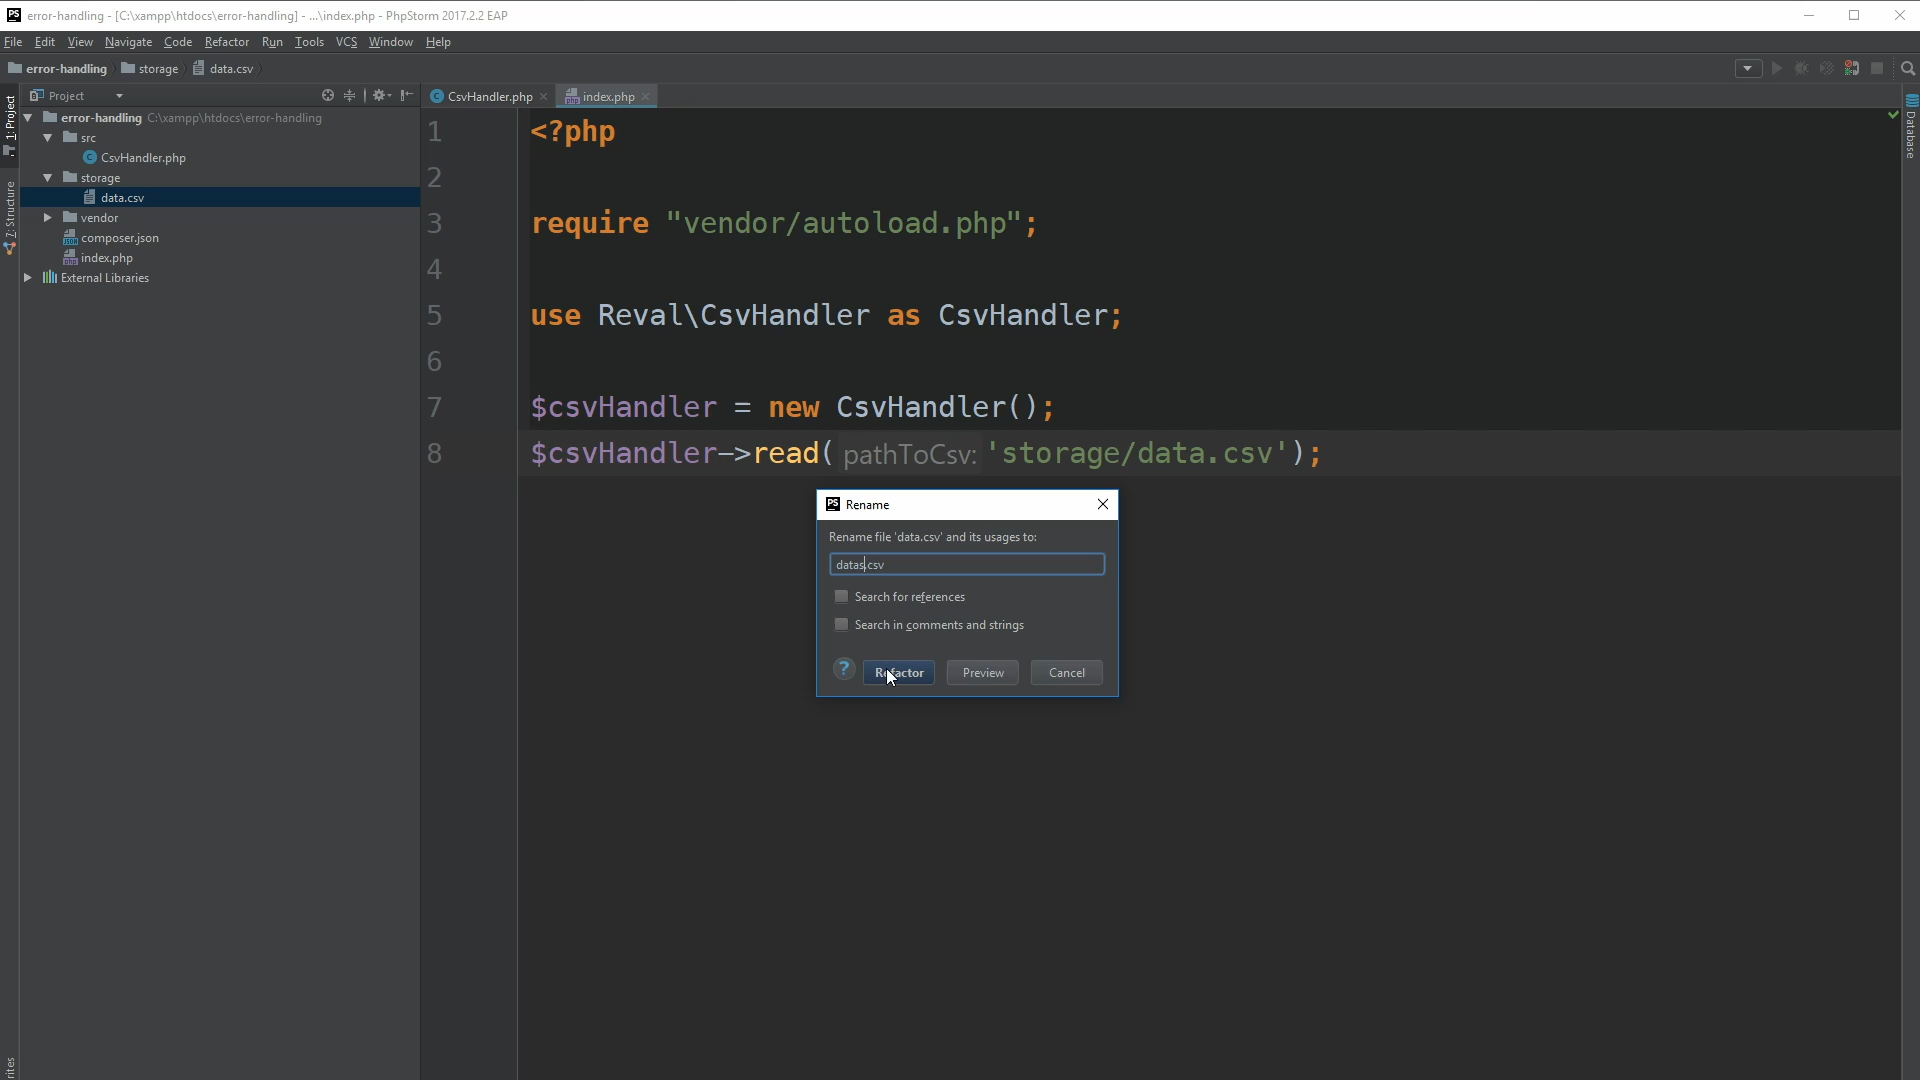 PS error-handling - [C:\xampp\htdocs\error-handling] - ...\index.php - PhpStorm 2017.2.2 EAP
File Edit View Navigate Code Refactor Run Tools VCS Window Help
error-handling storage data.csv
Project
CsvHandler.php
index.php
1: Project
7: Structure
Database
error-handling C:\xampp\htdocs\error-handling
src
CsvHandler.php
storage
data.csv
vendor
composer.json
index.php
External Libraries
1 <?php
2
3 require "vendor/autoload.php";
4
5 use Reval\CsvHandler as CsvHandler;
6
7 $csvHandler = new CsvHandler();
8 $csvHandler->read( pathToCsv: 'storage/data.csv');
PS Rename
Rename file 'data.csv' and its usages to:
datas.csv
Search for references
Search in comments and strings
? Refactor Preview Cancel